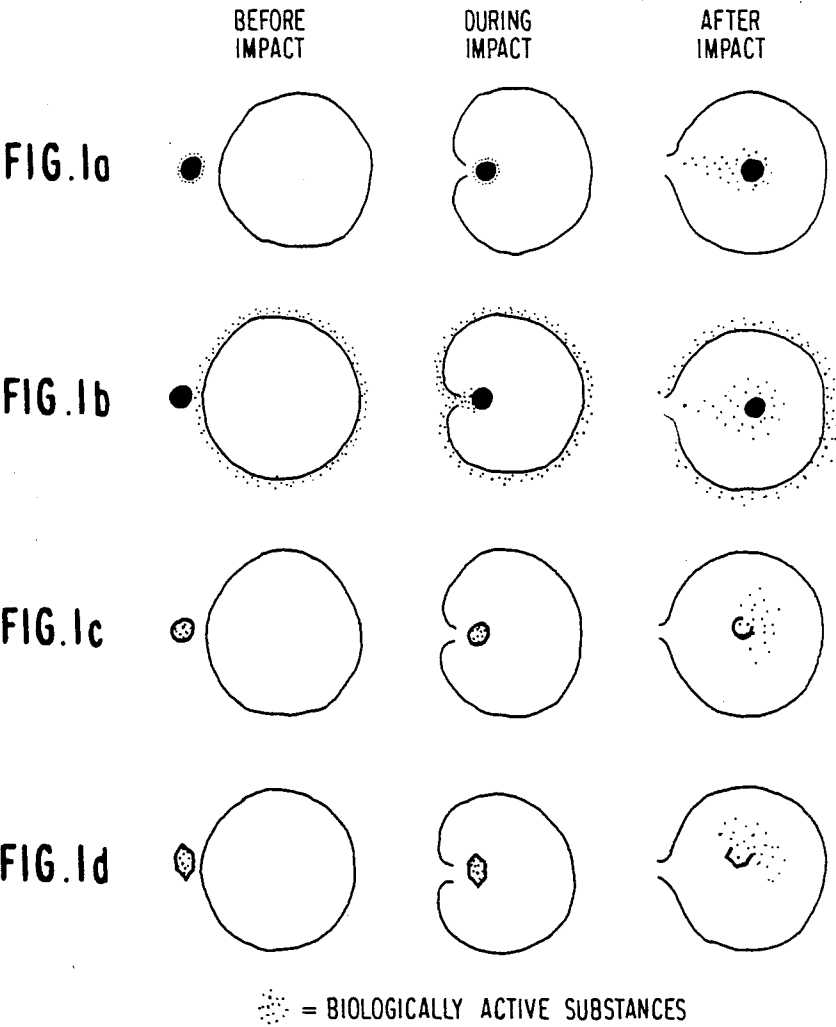 BEFORE IMPACT
DURING IMPACT
AFTER IMPACT
FIG.1a
FIG.1b
FIG.1c
FIG.1d
= BIOLOGICALLY ACTIVE SUBSTANCES